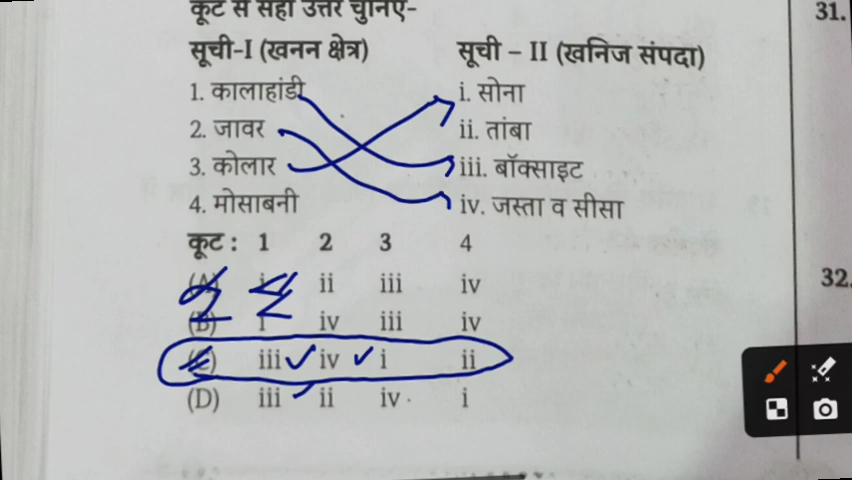 कूट से सही उत्तर चुनिए-
सूची-I (खनन क्षेत्र) सूची – II (खनिज संपदा)
1. कालाहांडी i. सोना
2. जावर ii. तांबा
3. कोलार iii. बॉक्साइट
4. मोसाबनी iv. जस्ता व सीसा
कूट : 1 2 3 4
(A) i ii iii iv
(B) i iv iii iv
(C) iii iv i ii
(D) iii ii iv i
31.
32.